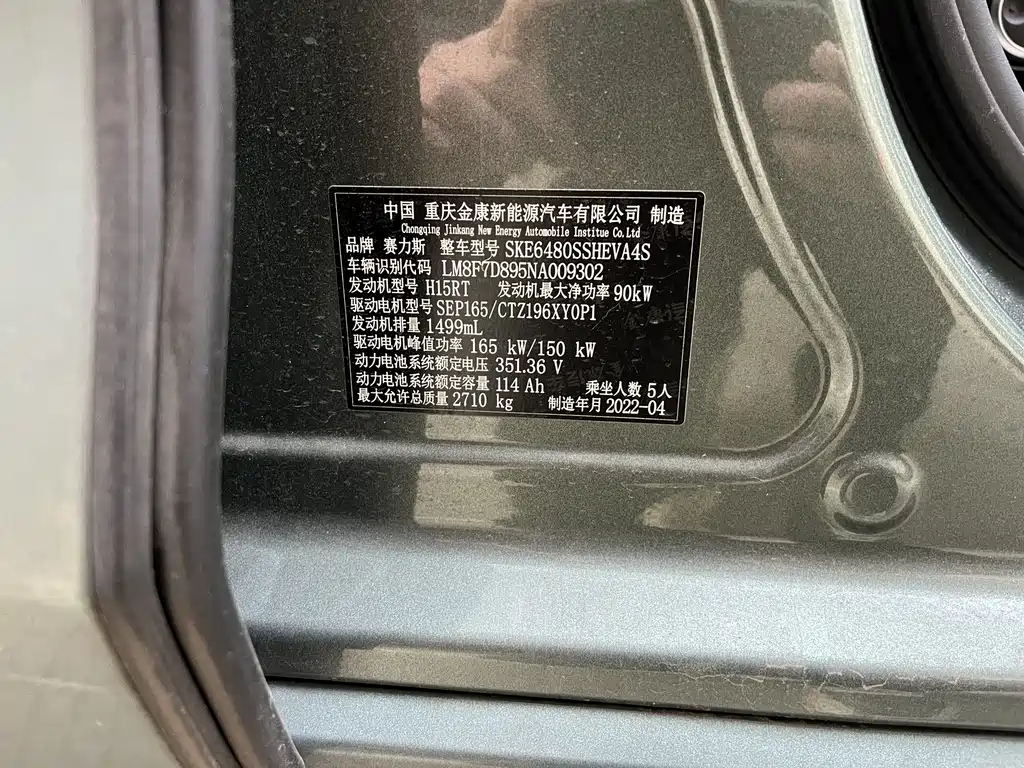 中国 重庆金康新能源汽车有限公司 制造
Chongqing Jinkang New Energy Automobile Institue Co.Ltd
品牌 赛力斯 整车型号 SKE6480SSHEVA4S
车辆识别代码 LM8F7D895NA009302
发动机型号 H15RT 发动机最大净功率 90kW
驱动电机型号 SEP165/CTZ196XY0P1
发动机排量 1499mL
驱动电机峰值功率 165 kW/150 kW
动力电池系统额定电压 351.36 V
动力电池系统额定容量 114 Ah 乘坐人数 5人
最大允许总质量 2710 kg 制造年月 2022-04